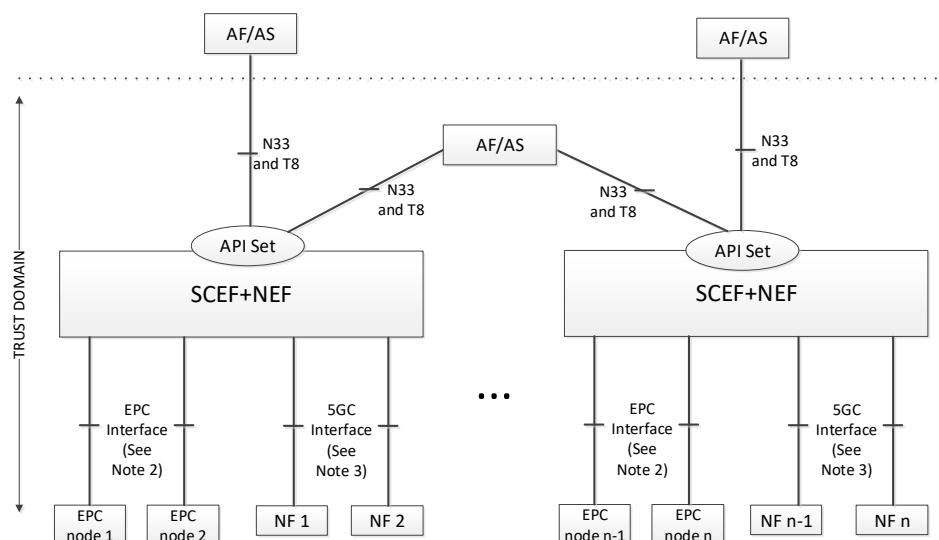 AF/AS
AF/AS
AF/AS
N33
and T8
N33
and T8
N33
and T8
N33
and T8
API Set
API Set
SCEF+NEF
SCEF+NEF
TRUST DOMAIN
EPC
Interface
(See
Note 2)
5GC
Interface
(See
Note 3)
...
EPC
Interface
(See
Note 2)
5GC
Interface
(See
Note 3)
EPC
node 1
EPC
node 2
NF 1
NF 2
EPC
node n-1
EPC
node n
NF n-1
NF n